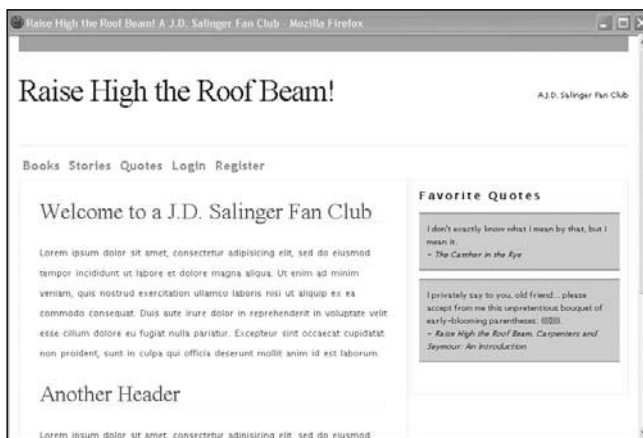 Raise High the Roof Beam! A J.D. Salinger Fan Club - Mozilla Firefox
Raise High the Roof Beam!
A J.D. Salinger Fan Club
Books Stories Quotes Login Register
Welcome to a J.D. Salinger Fan Club
Lorem ipsum dolor sit amet, consectetur adipisicing elit, sed do eiusmod
tempor incididunt ut labore et dolore magna aliqua. Ut enim ad minim
veniam, quis nostrud exercitation ullamco laboris nisi ut aliquip ex ea
commodo consequat. Duis aute irure dolor in reprehenderit in voluptate velit
esse cillum dolore eu fugiat nulla pariatur. Excepteur sint occaecat cupidatat
non proident, sunt in culpa qui officia deserunt mollit anim id est laborum.
Another Header
Lorem ipsum dolor sit amet, consectetur adipisicing elit, sed do eiusmod
Favorite Quotes
I don't exactly know what I mean by that, but I
mean it.
- The Catcher in the Rye
I privately say to you, old friend... please
accept from me this unpretentious bouquet of
early-blooming parentheses: (((()))).
- Raise High the Roof Beam, Carpenters and
Seymour: An Introduction